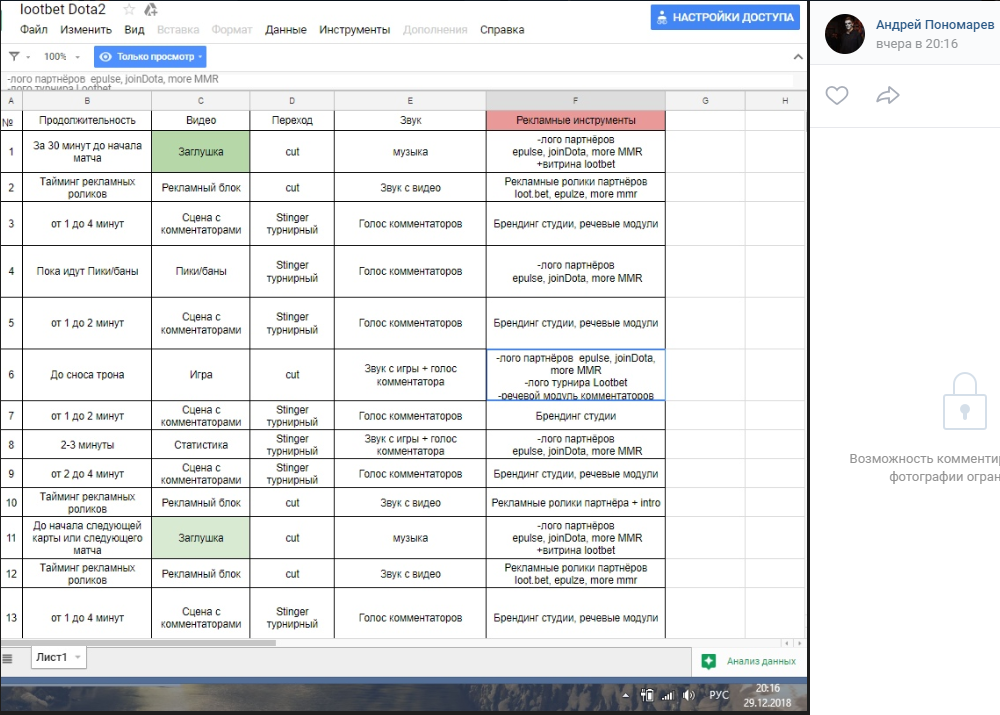 lootbet Dota2
Файл Изменить Вид Вставка Формат Данные Инструменты Дополнения Справка
НАСТРОЙКИ ДОСТУПА
100% Только просмотр
-лого партнёров epulse, joinDota, more MMR
-лого турнира Lootbet
A B C D E F G H
№ Продолжительность Видео Переход Звук Рекламные инструменты
1 За 30 минут до начала матча Заглушка cut музыка -лого партнёров epulse, joinDota, more MMR +витрина lootbet
2 Тайминг рекламных роликов Рекламный блок cut Звук с видео Рекламные ролики партнёров loot.bet, epulze, more mmr
3 от 1 до 4 минут Сцена с комментаторами Stinger турнирный Голос комментаторов Брендинг студии, речевые модули
4 Пока идут Пики/баны Пики/баны Stinger турнирный Голос комментаторов -лого партнёров epulse, joinDota, more MMR
5 от 1 до 2 минут Сцена с комментаторами Stinger турнирный Голос комментаторов Брендинг студии, речевые модули
6 До сноса трона Игра cut Звук с игры + голос комментатора -лого партнёров epulse, joinDota, more MMR -лого турнира Lootbet -речевой модуль комментаторов
7 от 1 до 2 минут Сцена с комментаторами Stinger турнирный Голос комментаторов Брендинг студии
8 2-3 минуты Статистика Stinger турнирный Звук с игры + голос комментатора -лого партнёров epulse, joinDota, more MMR
9 от 2 до 4 минут Сцена с комментаторами Stinger турнирный Голос комментаторов Брендинг студии, речевые модули
10 Тайминг рекламных роликов Рекламный блок cut Звук с видео Рекламные ролики партнёра + intro
11 До начала следующей карты или следующего матча Заглушка cut музыка -лого партнёров epulse, joinDota, more MMR +витрина lootbet
12 Тайминг рекламных роликов Рекламный блок cut Звук с видео Рекламные ролики партнёров loot.bet, epulze, more mmr
13 от 1 до 4 минут Сцена с комментаторами Stinger турнирный Голос комментаторов Брендинг студии, речевые модули
Лист1
Анализ данных
РУС
20:16
29.12.2018
Андрей Пономарев
вчера в 20:16
Возможность комментир
фотографии огран